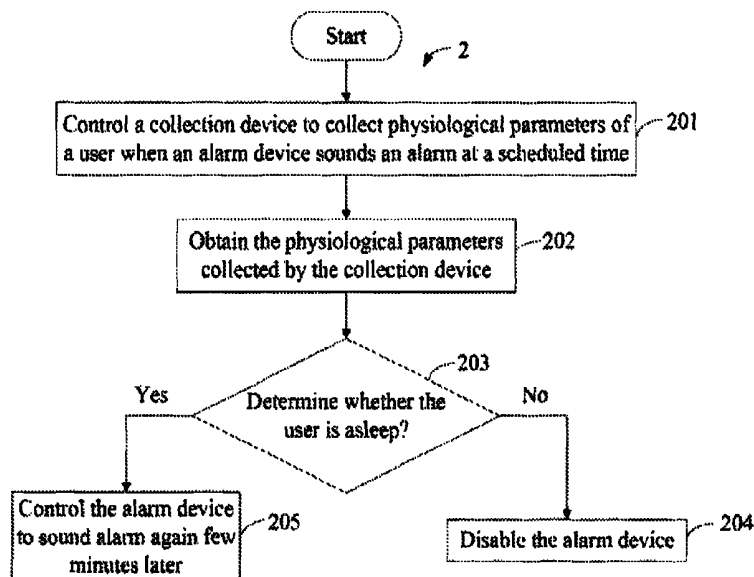 Start
2
Control a collection device to collect physiological parameters of
a user when an alarm device sounds an alarm at a scheduled time
201
Obtain the physiological parameters
collected by the collection device
202
203
Yes
Determine whether the
user is asleep?
No
Control the alarm device
to sound alarm again few
minutes later
205
Disable the alarm device
204